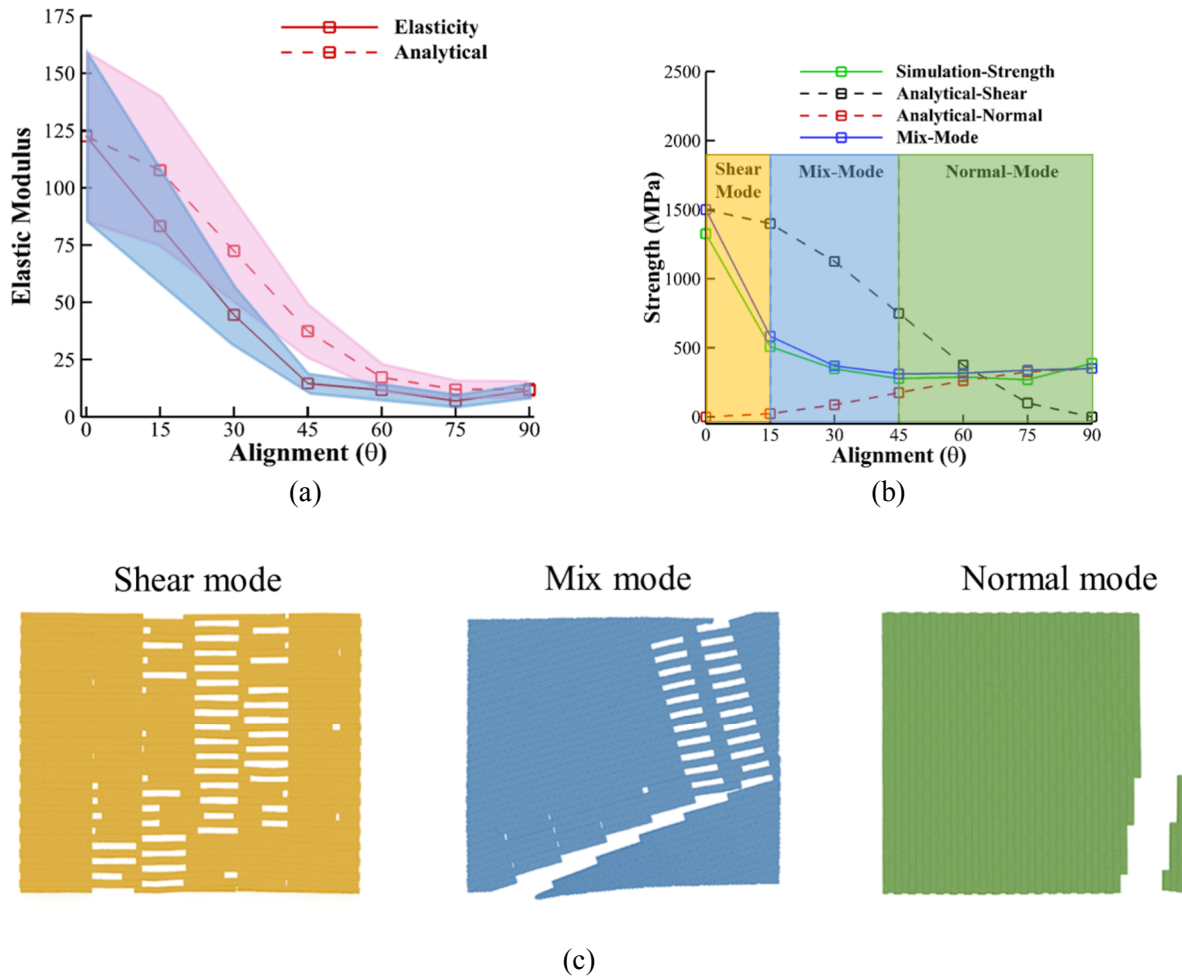 175
150
125
100
75
50
25
0
Elastic Modulus
Elasticity
Analytical
0 15 30 45 60 75 90
Alignment (θ)
(a)
2500
2000
1500
1000
500
0
Strength (MPa)
Simulation-Strength
Analytical-Shear
Analytical-Normal
Mix-Mode
Shear
Mode
Mix-Mode
Normal-Mode
0 15 30 45 60 75 90
Alignment (θ)
(b)
Shear mode
Mix mode
Normal mode
(c)